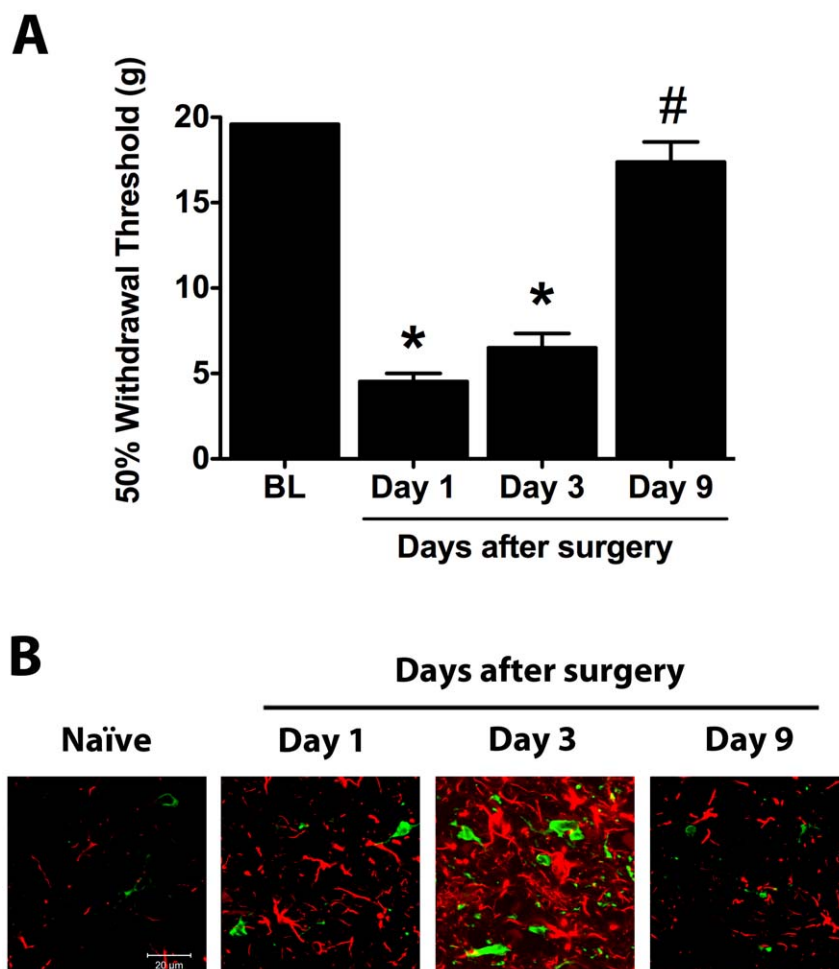 A
50% Withdrawal Threshold (g)
20
15
10
5
0
*
*
#
BL Day 1 Day 3 Day 9
Days after surgery
B
Days after surgery
Naïve Day 1 Day 3 Day 9
20 µm